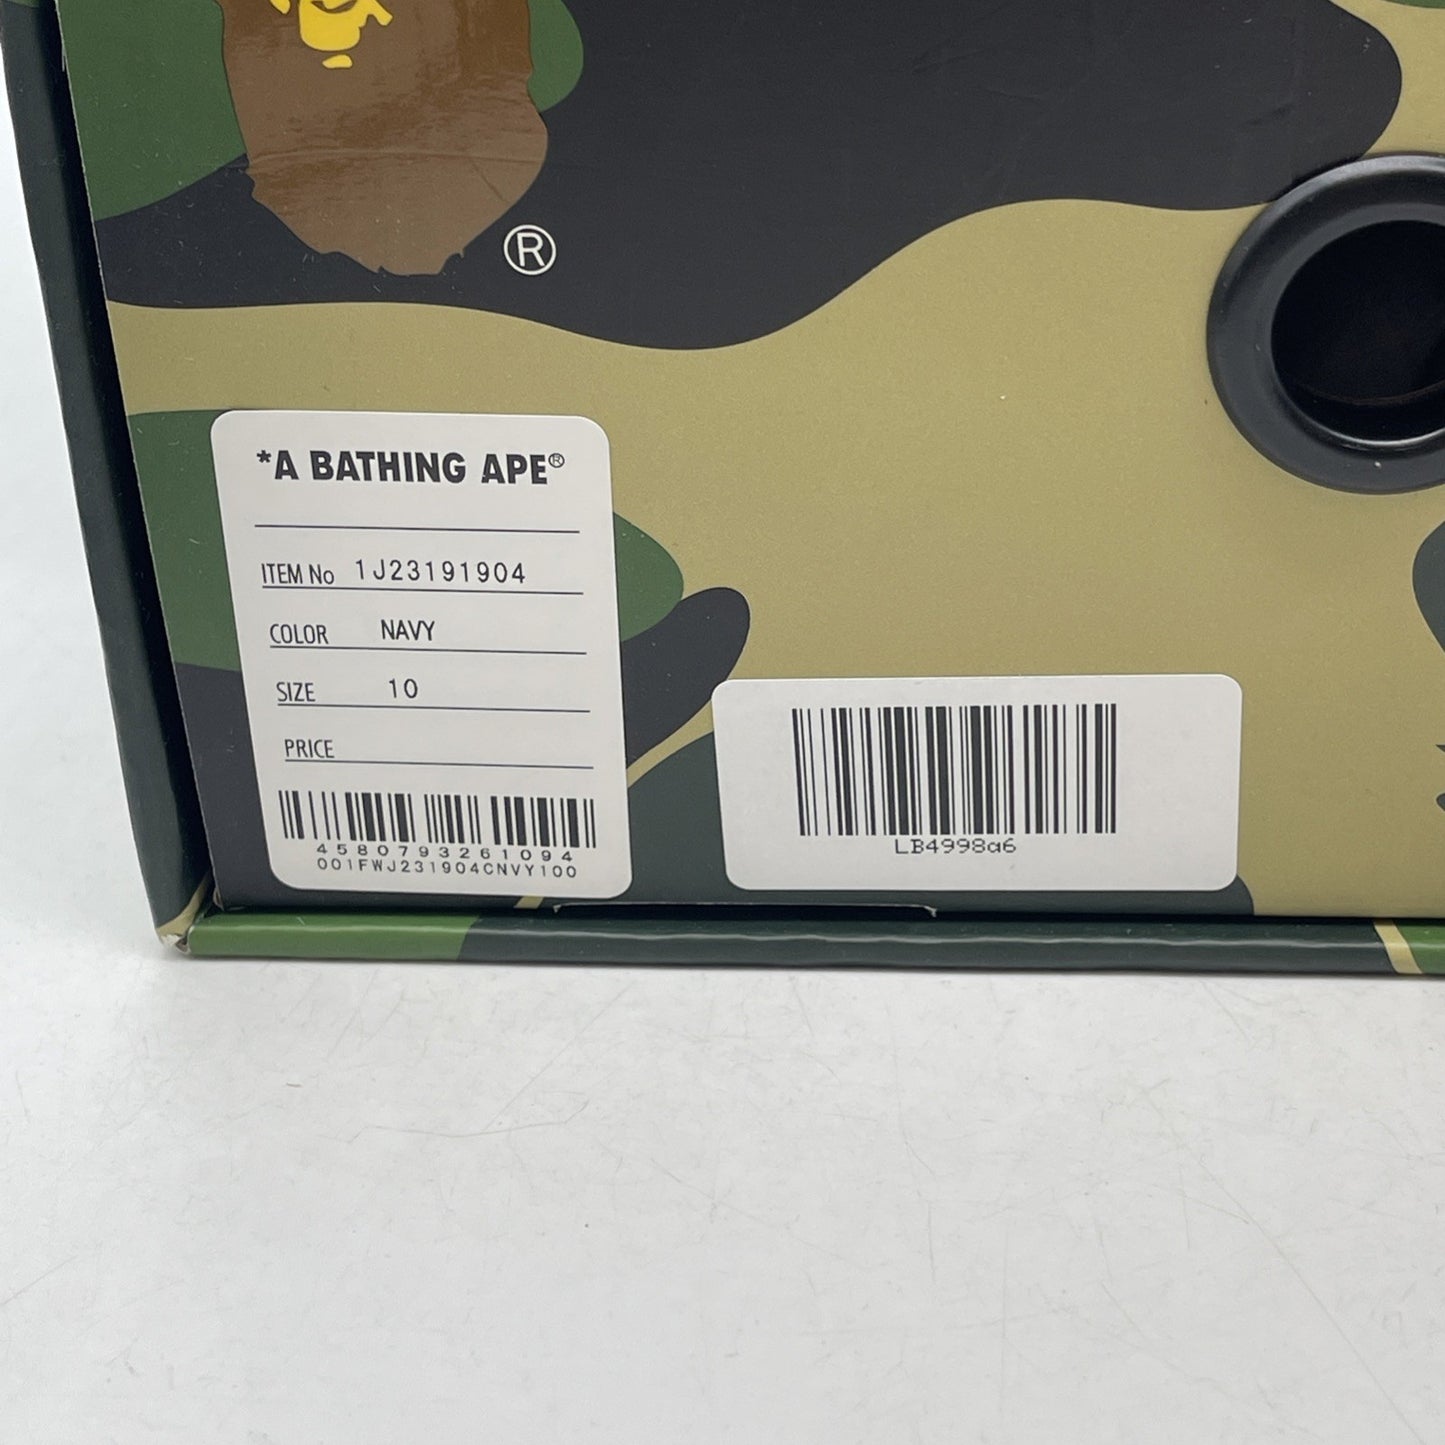 ®
*A BATHING APE®
ITEM No 1J23191904
COLOR NAVY
SIZE 10
PRICE
4580793261094
001FWJ231904CNVY100
LB4998a6